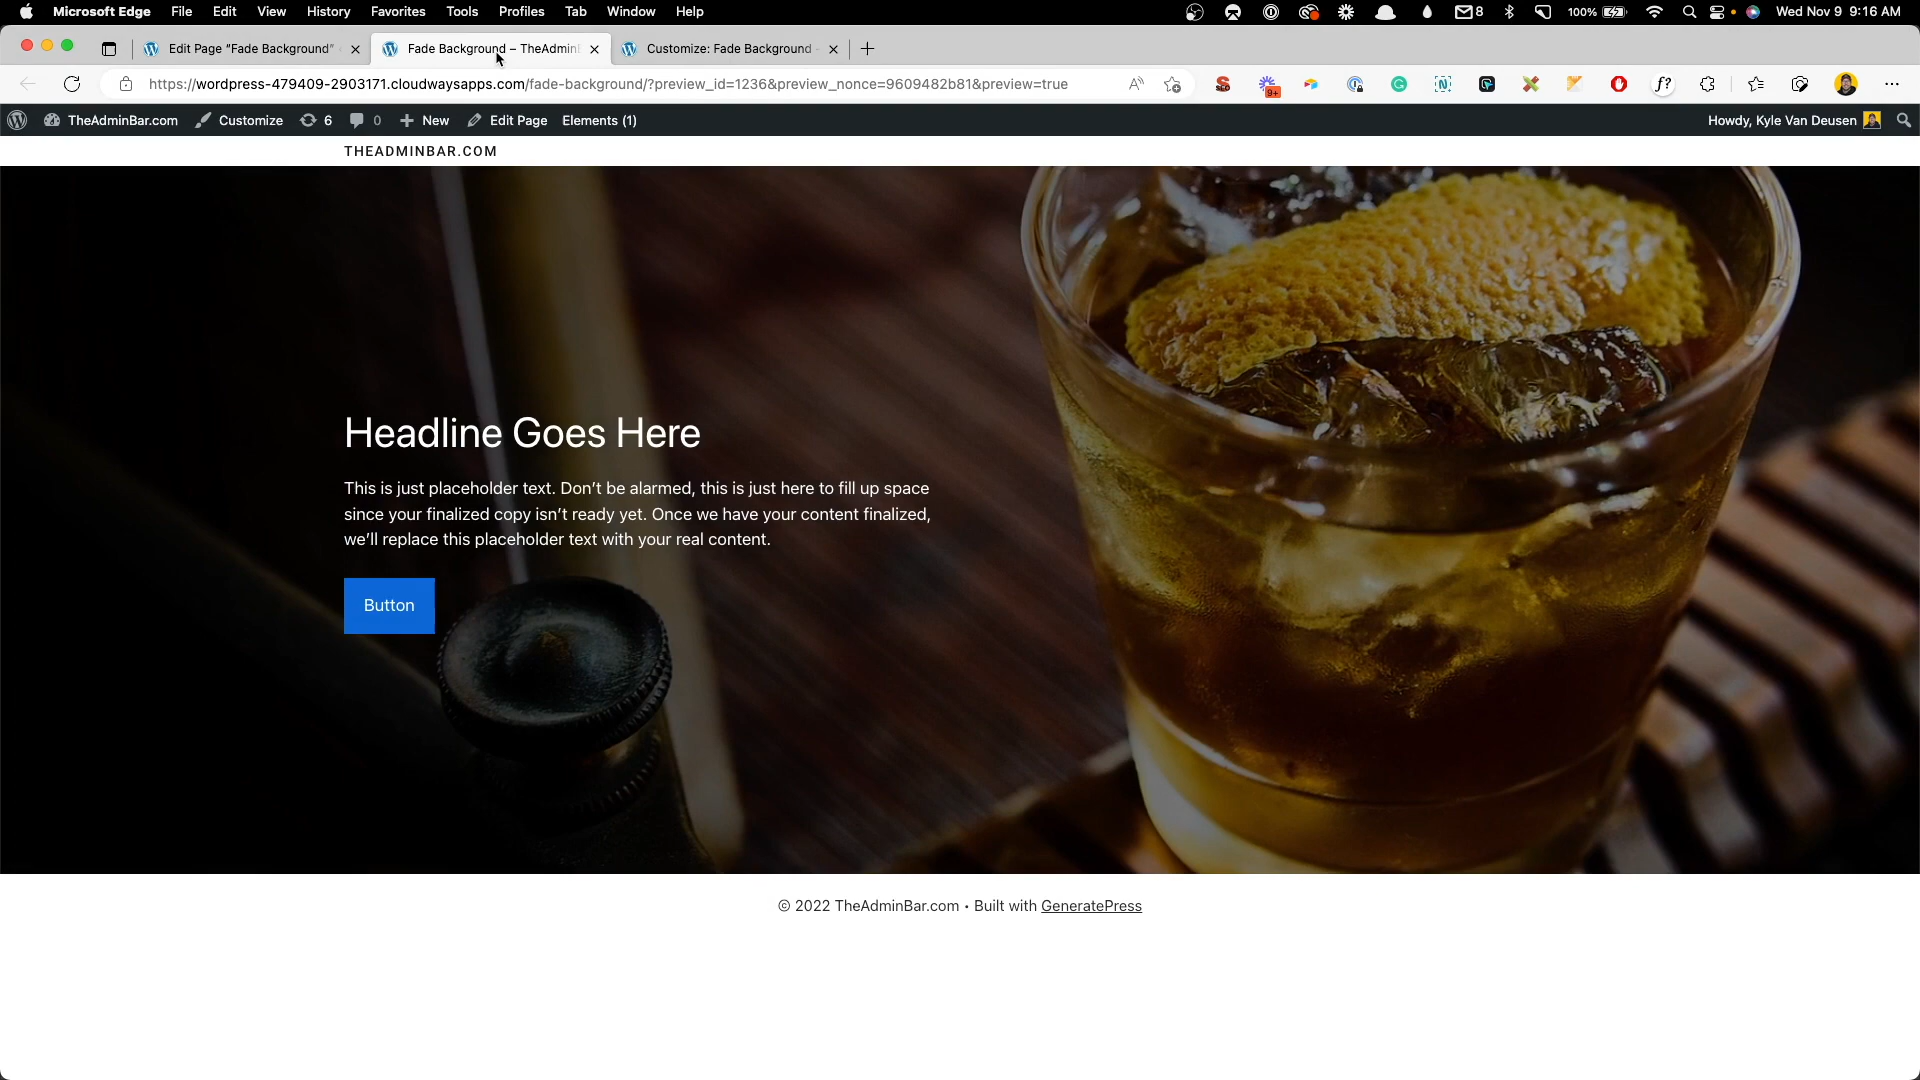 Microsoft Edge File Edit View History Favorites Tools Profiles Tab Window Help 8 100% Wed Nov 9 9:16 AM
Edit Page “Fade Background” Fade Background – TheAdminB Customize: Fade Background
https://wordpress-479409-2903171.cloudwaysapps.com/fade-background/?preview_id=1236&preview_nonce=9609482b81&preview=true
9+
f?
TheAdminBar.com Customize 6 0 New Edit Page Elements (1) Howdy, Kyle Van Deusen
THEADMINBAR.COM
Headline Goes Here
This is just placeholder text. Don’t be alarmed, this is just here to fill up space
since your finalized copy isn’t ready yet. Once we have your content finalized,
we’ll replace this placeholder text with your real content.
Button
© 2022 TheAdminBar.com • Built with GeneratePress